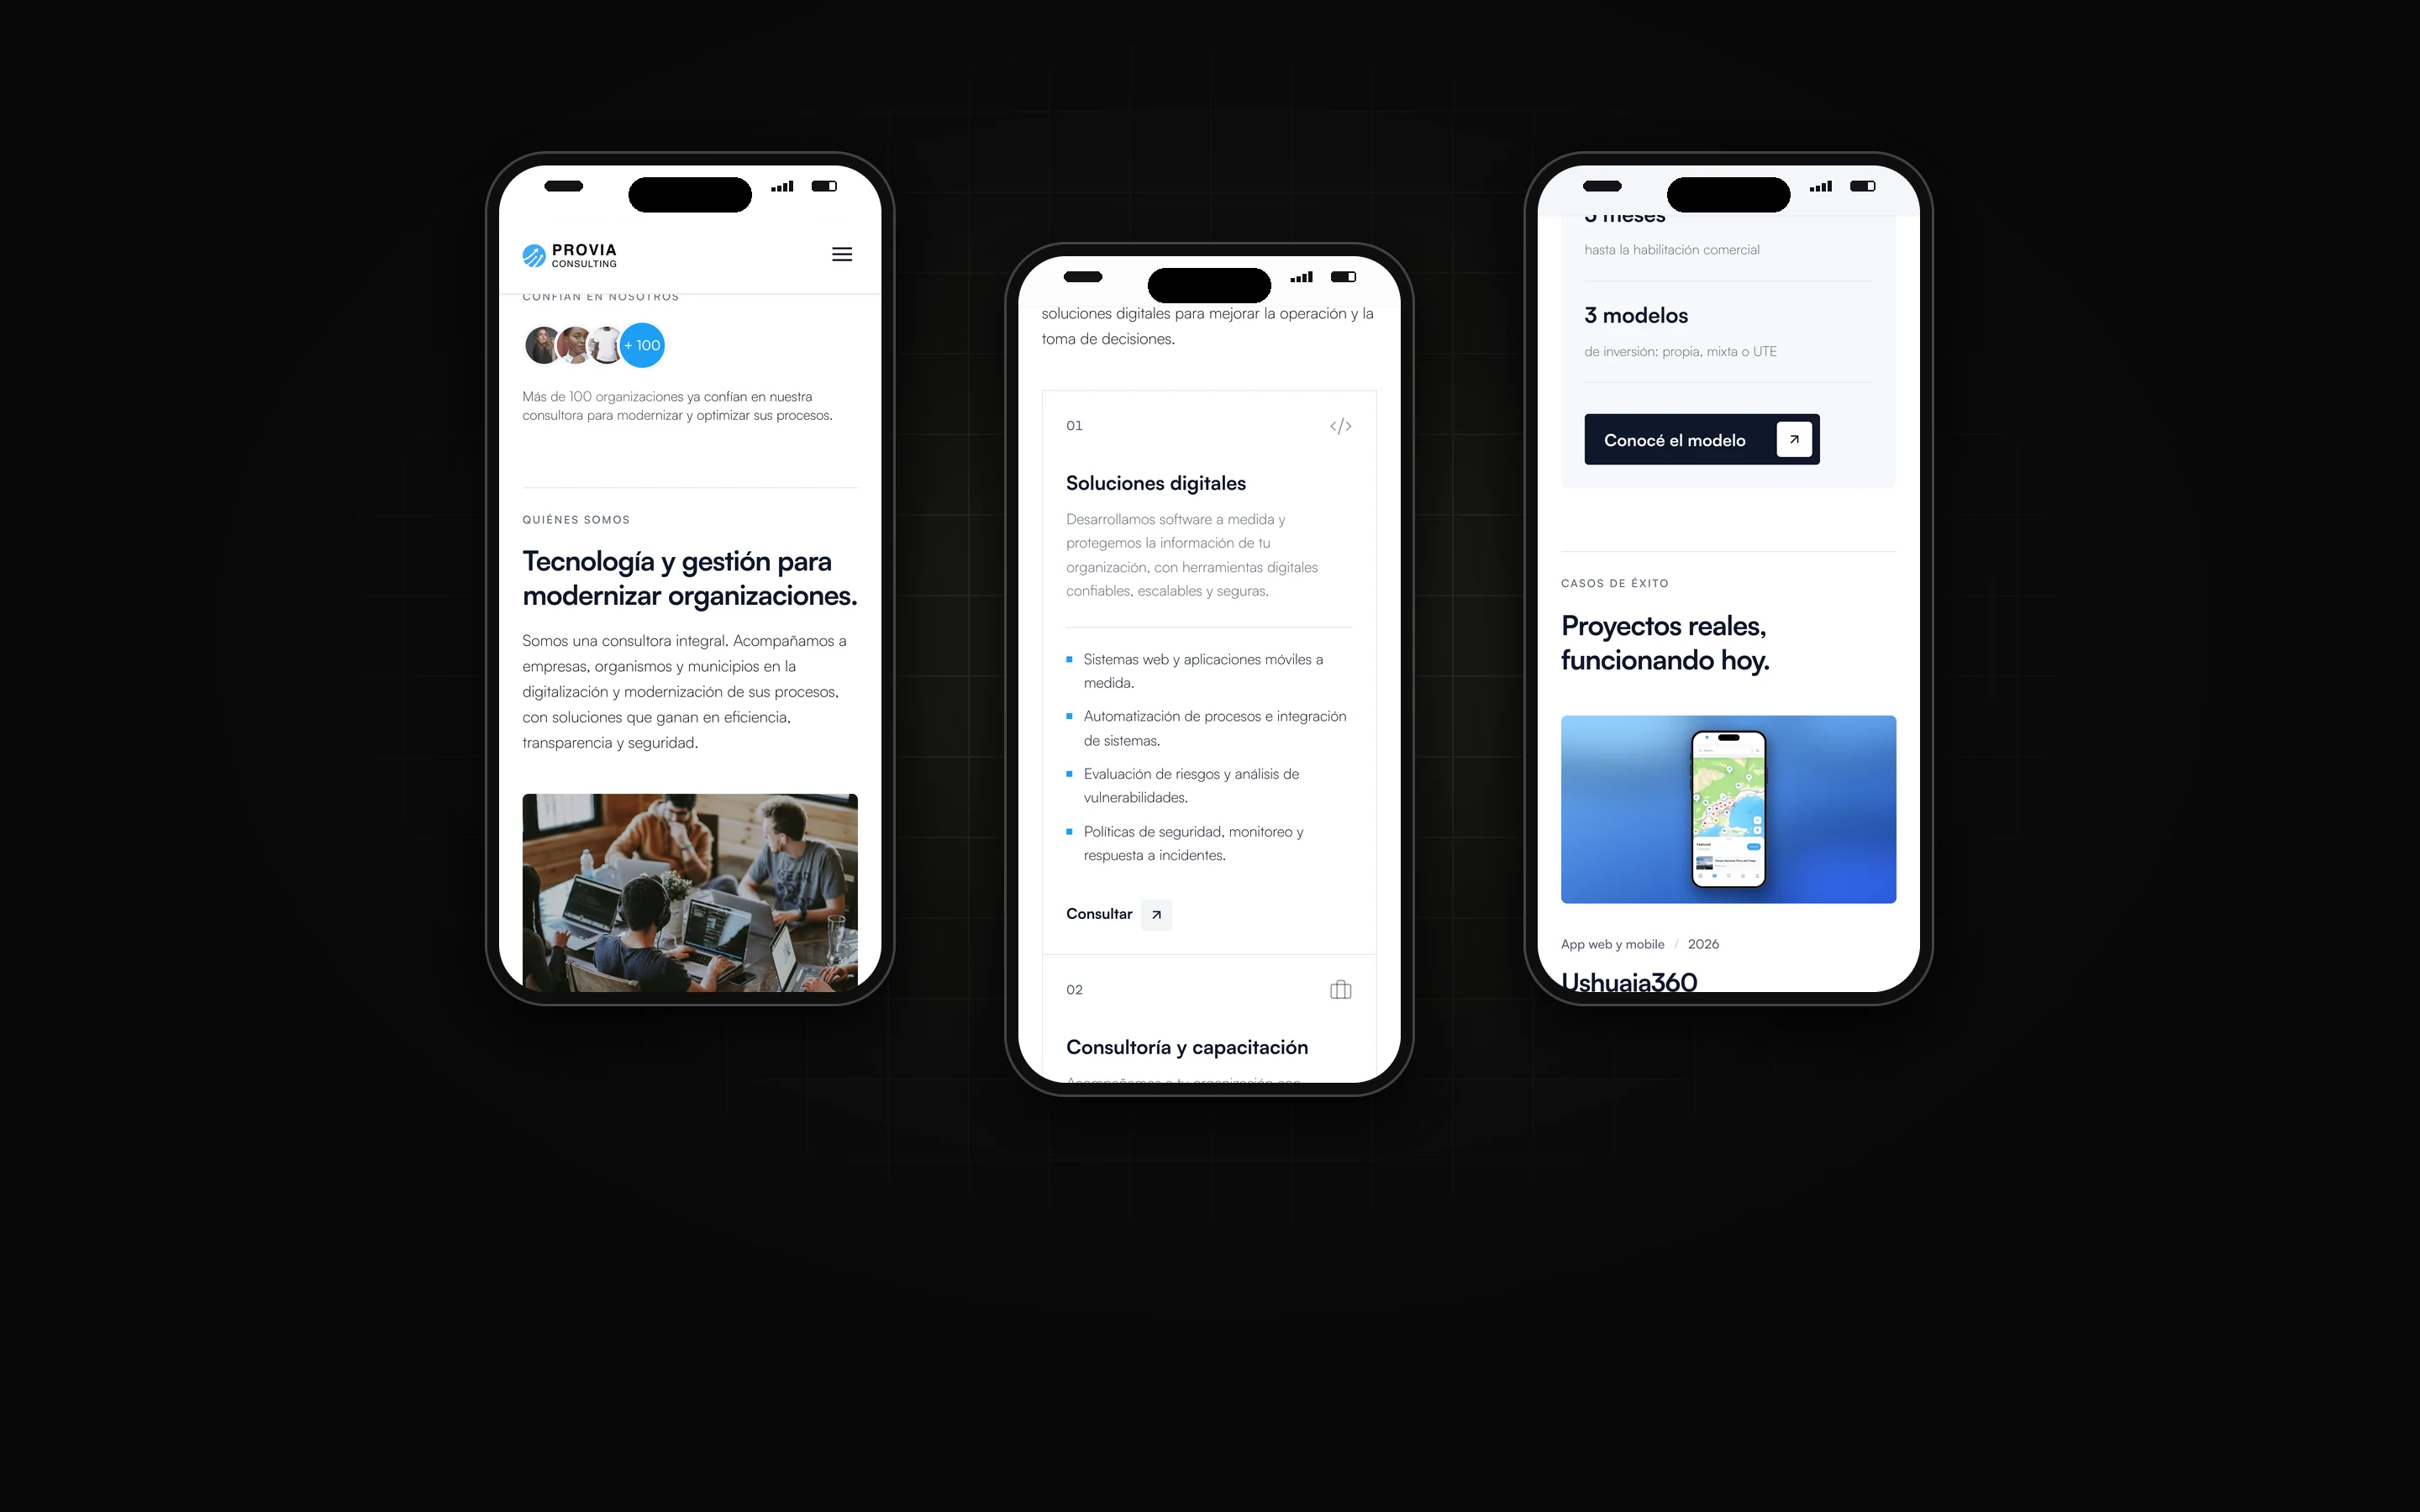 PROVIA
CONSULTING
CONFÍAN EN NOSOTROS
+ 100
Más de 100 organizaciones ya confían en nuestra
consultora para modernizar y optimizar sus procesos.
QUIÉNES SOMOS
Tecnología y gestión para
modernizar organizaciones.
Somos una consultora integral. Acompañamos a
empresas, organismos y municipios en la
digitalización y modernización de sus procesos,
con soluciones que ganan en eficiencia,
transparencia y seguridad.
soluciones digitales para mejorar la operación y la
toma de decisiones.
01
Soluciones digitales
Desarrollamos software a medida y
protegemos la información de tu
organización, con herramientas digitales
confiables, escalables y seguras.
Sistemas web y aplicaciones móviles a
medida.
Automatización de procesos e integración
de sistemas.
Evaluación de riesgos y análisis de
vulnerabilidades.
Políticas de seguridad, monitoreo y
respuesta a incidentes.
Consultar
02
Consultoría y capacitación
Acompañamos a tu organización con
meses
hasta la habilitación comercial
3 modelos
de inversión: propia, mixta o UTE
Conocé el modelo
CASOS DE ÉXITO
Proyectos reales,
funcionando hoy.
App web y mobile / 2026
Ushuaia360